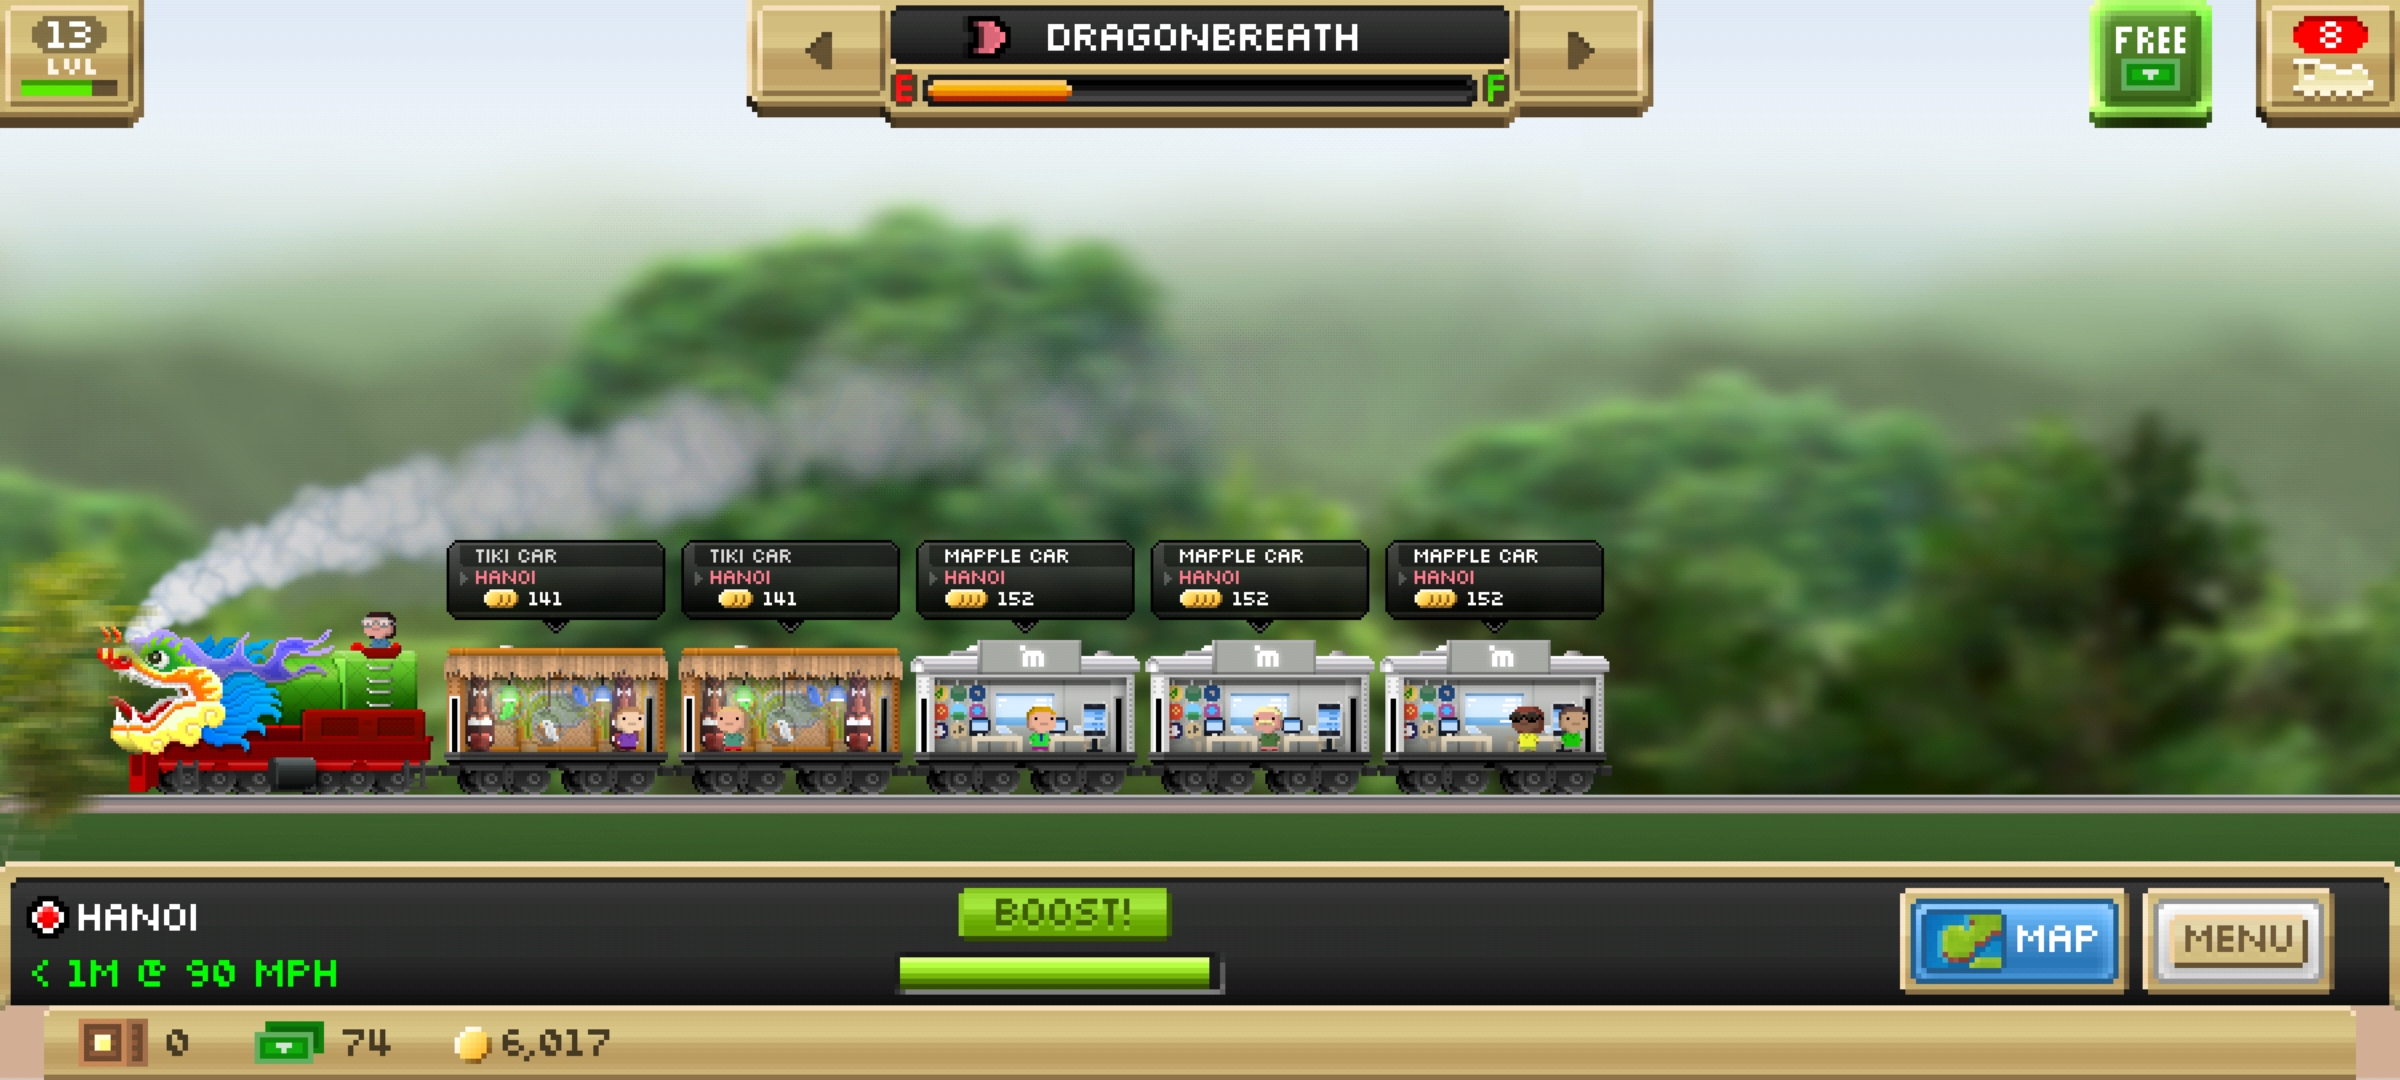 13
LVL
DRAGONBREATH
E
F
FREE
8
TIKI CAR
HANOI
141
TIKI CAR
HANOI
141
MAPPLE CAR
HANOI
152
MAPPLE CAR
HANOI
152
MAPPLE CAR
HANOI
152
m
m
m
HANOI
< 1M @ 90 MPH
BOOST!
MAP
MENU
0
74
6,017